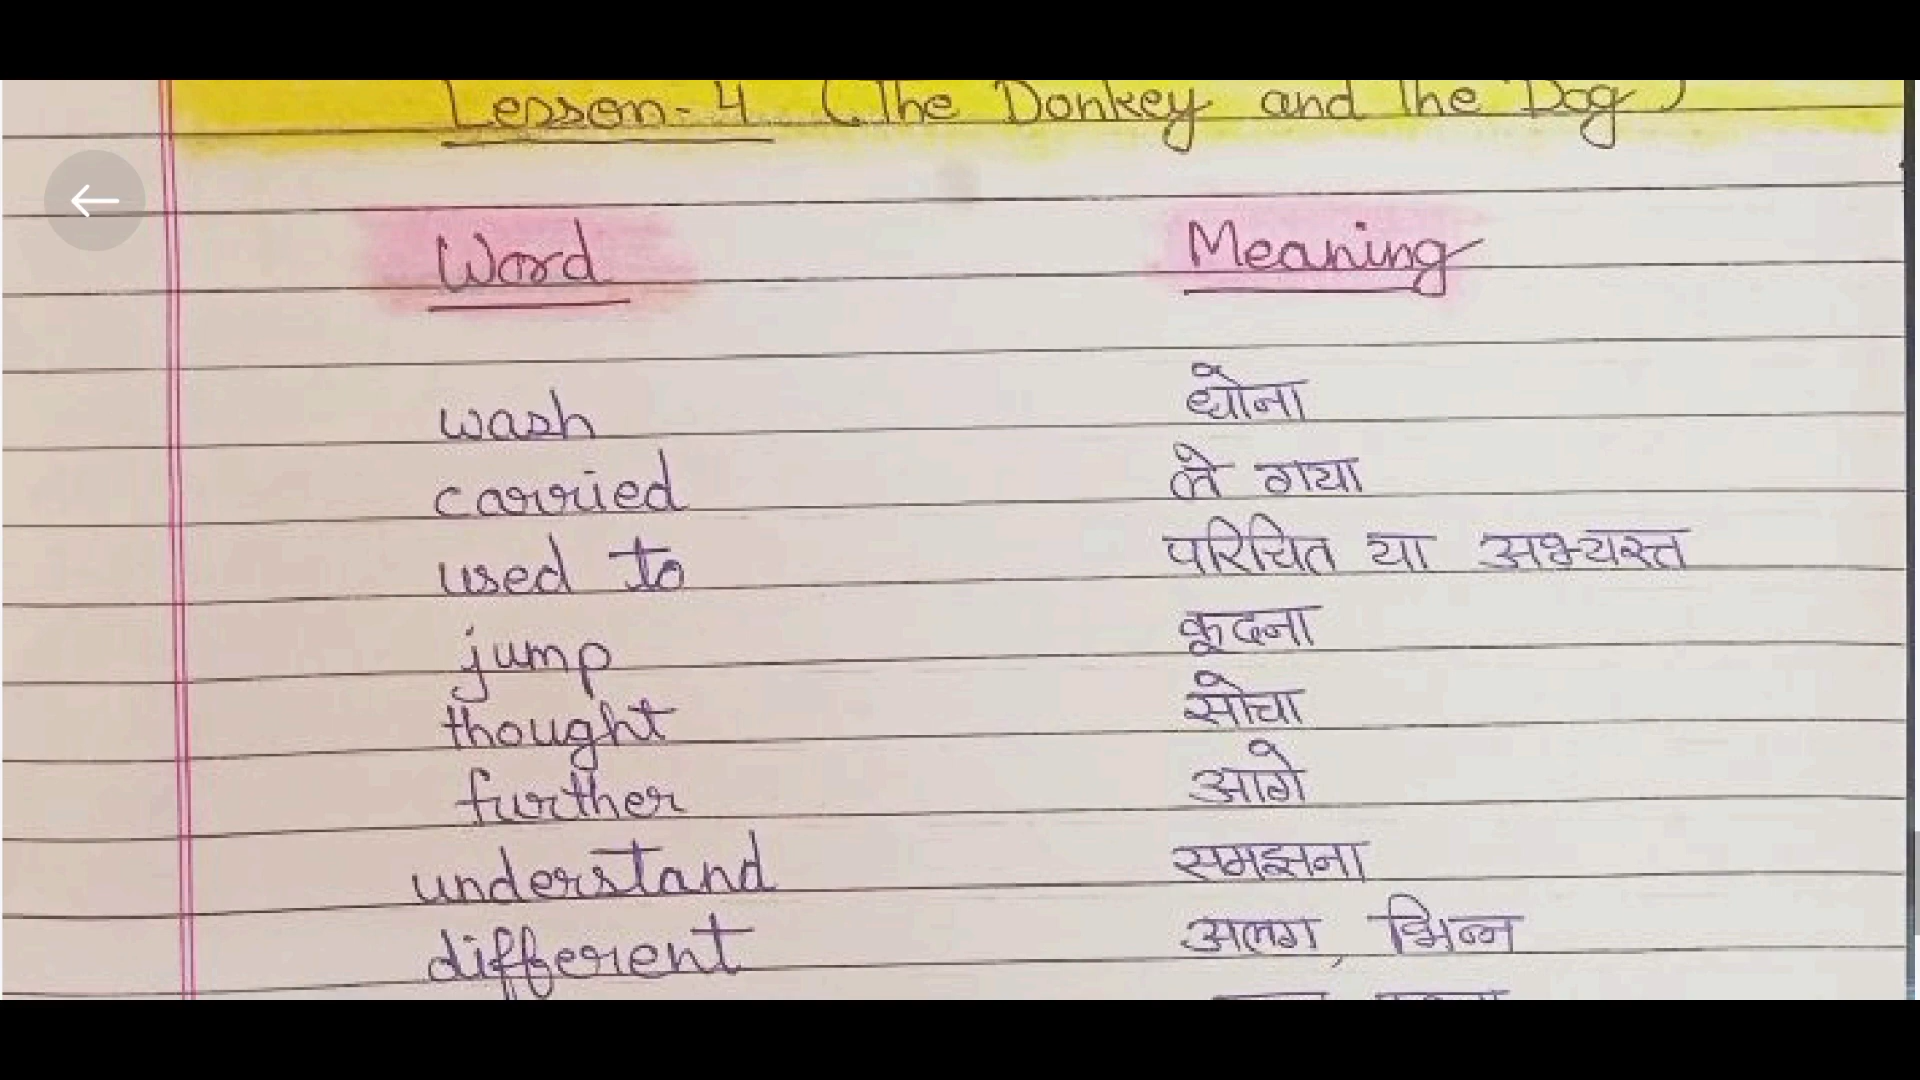 Lesson-4 (The Donkey and The Dog)
Word Meaning
wash धोना
carried ले गया
used to परिचित या अभ्यस्त
jump कूदना
thought सोचा
further आगे
understand समझना
different अलग, भिन्न